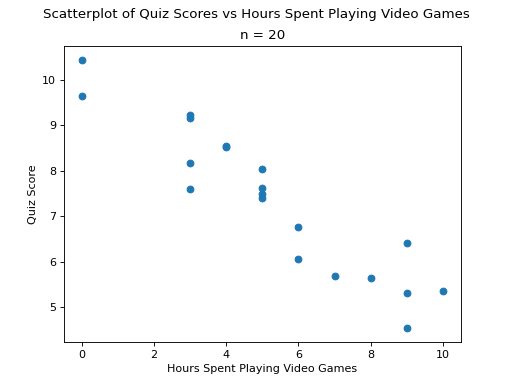 Scatterplot of Quiz Scores vs Hours Spent Playing Video Games
n = 20
10
9
8
7
6
5
Quiz Score
0 2 4 6 8 10
Hours Spent Playing Video Games